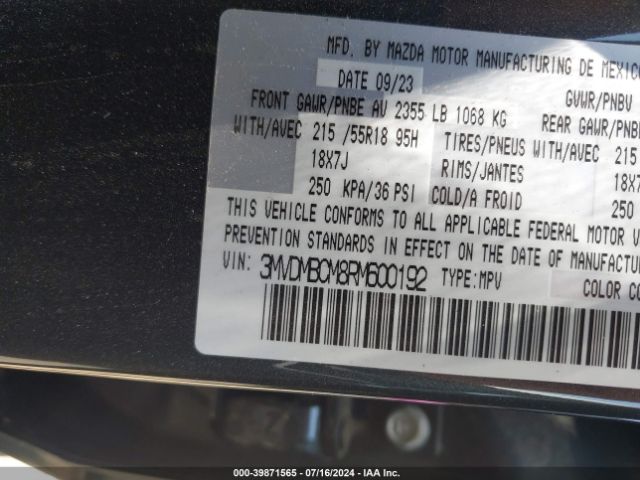 MFD. BY MAZDA MOTOR MANUFACTURING DE MEXICO
DATE 09/23
GVWR/PNBV
FRONT GAWR/PNBE AV 2355 LB 1068 KG
REAR GAWR/PNBE
WITH/AVEC 215 /55R18 95H
TIRES/PNEUS WITH/AVEC 215
18X7J
RIMS/JANTES
18X7
250 KPA/36 PSI
COLD/A FROID
250
THIS VEHICLE CONFORMS TO ALL APPLICABLE FEDERAL MOTOR V
PREVENTION STANDARDS IN EFFECT ON THE DATE OF MANUFACTU
VIN: 3MVDMBCM8RM600192 TYPE:MPV
COLOR CO
000-39871565 - 07/16/2024 - IAA Inc.